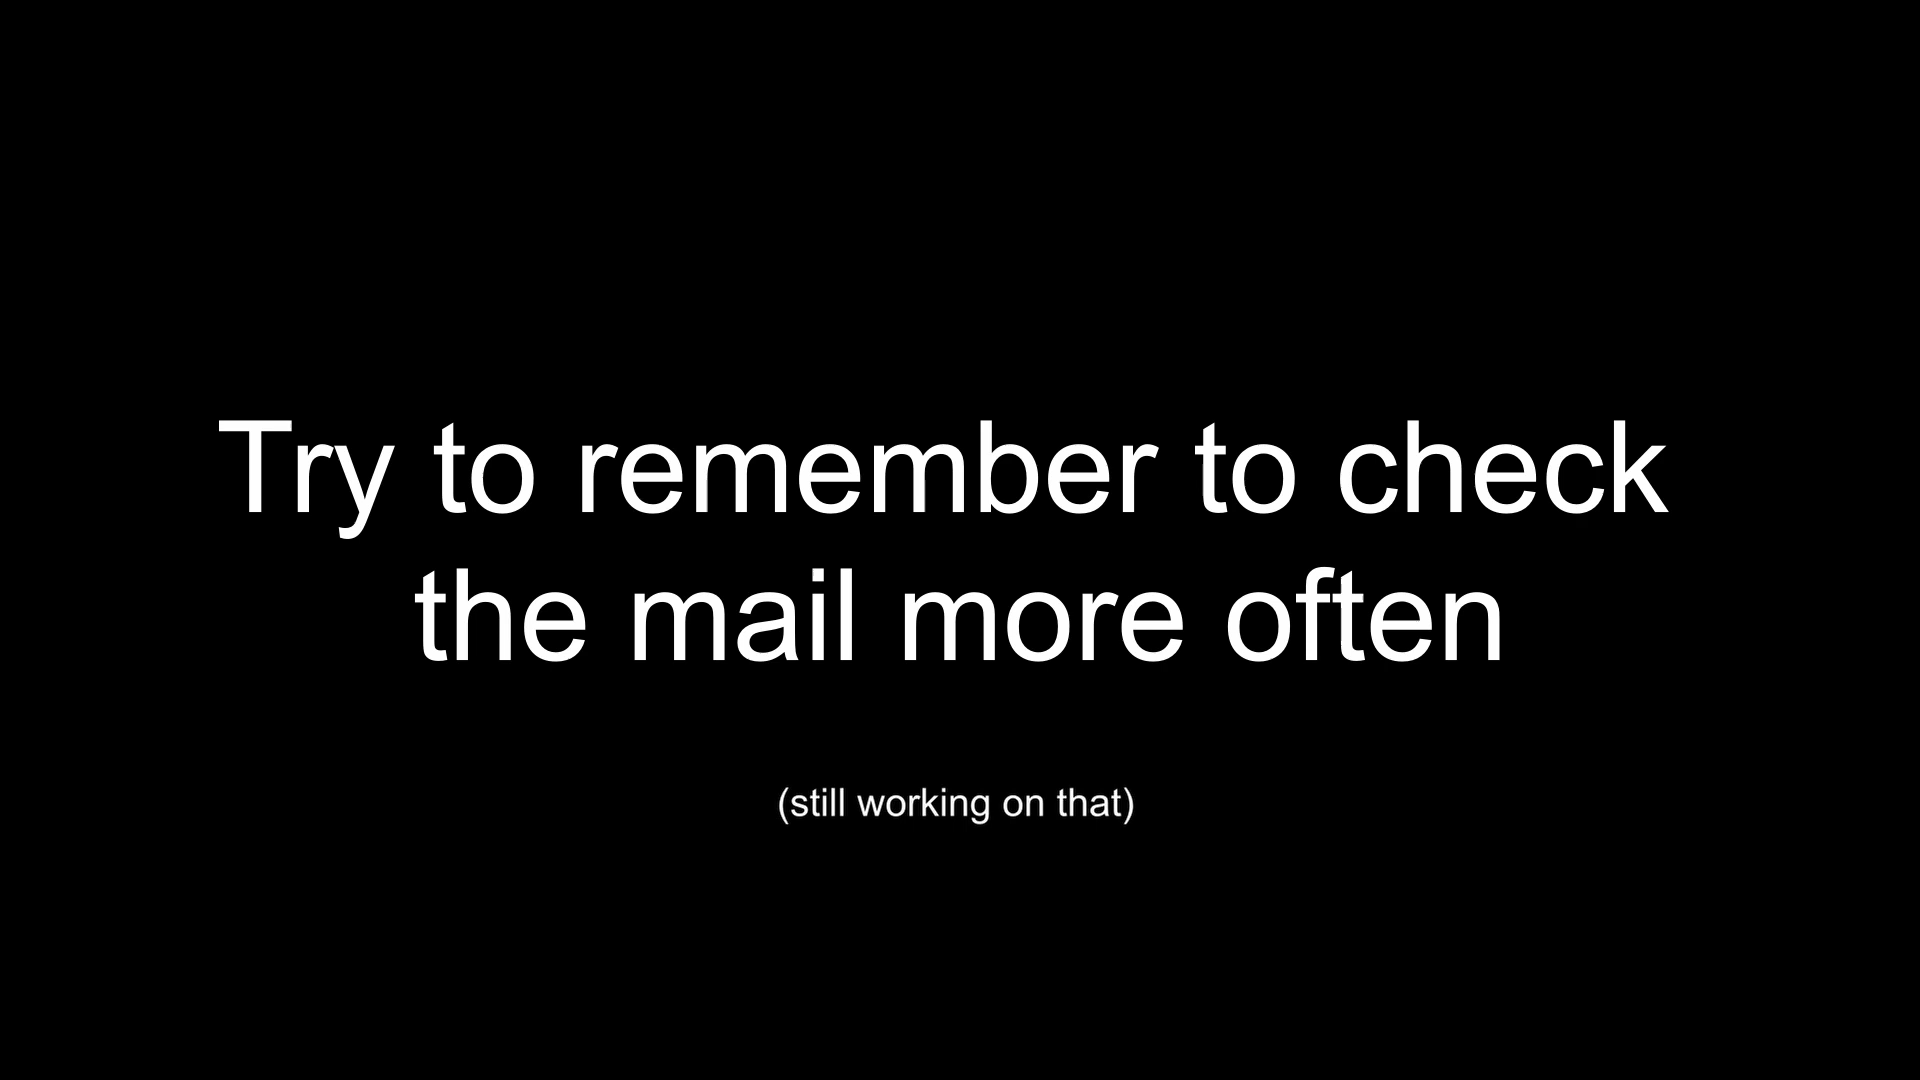 Try to remember to check
the mail more often
(still working on that)